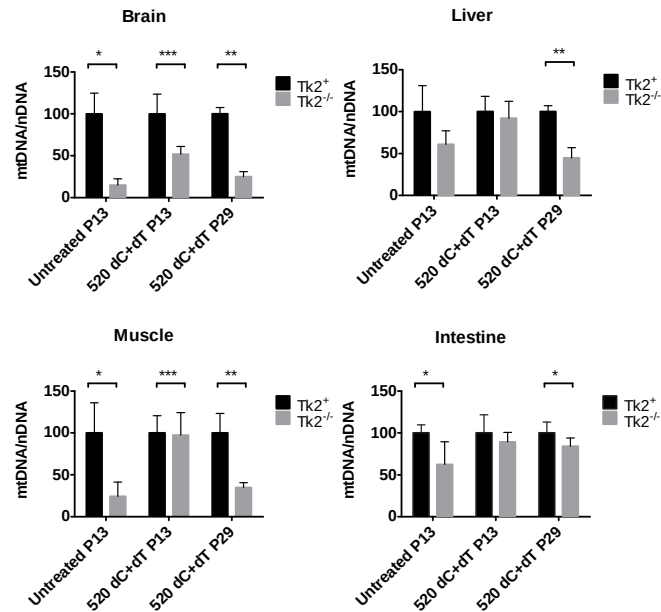 Brain
* *** **
150
100
50
0
mtDNA/nDNA
Tk2+
Tk2-/-
Untreated P13
520 dC+dT P13
520 dC+dT P29
Liver
**
150
100
50
0
mtDNA/nDNA
Tk2+
Tk2-/-
Untreated P13
520 dC+dT P13
520 dC+dT P29
Muscle
* *** **
150
100
50
0
mtDNA/nDNA
Tk2+
Tk2-/-
Untreated P13
520 dC+dT P13
520 dC+dT P29
Intestine
* *
150
100
50
0
mtDNA/nDNA
Tk2+
Tk2-/-
Untreated P13
520 dC+dT P13
520 dC+dT P29